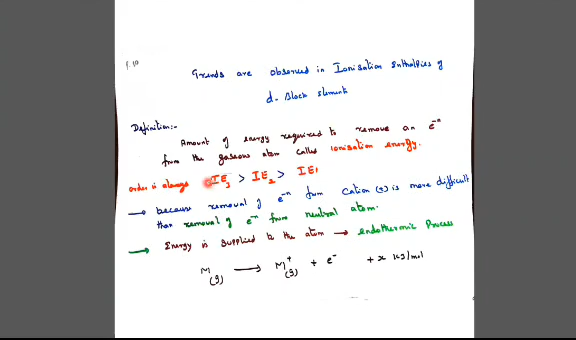 Trends are observed in Ionisation Enthalpies of
d-Block element
Definition:-
Amount of energy required to remove an e⁻ⁿ
from the gaseous atom called Ionisation energy.
order is always IE₃ > IE₂ > IE₁
→ because removal of e⁻ⁿ from Cation (g) is more difficult
than removal of e⁻ⁿ from neutral atom.
→ Energy is supplied to the atom → endothermic Process
M(g) → M⁺(g) + e⁻ + x kJ/mol